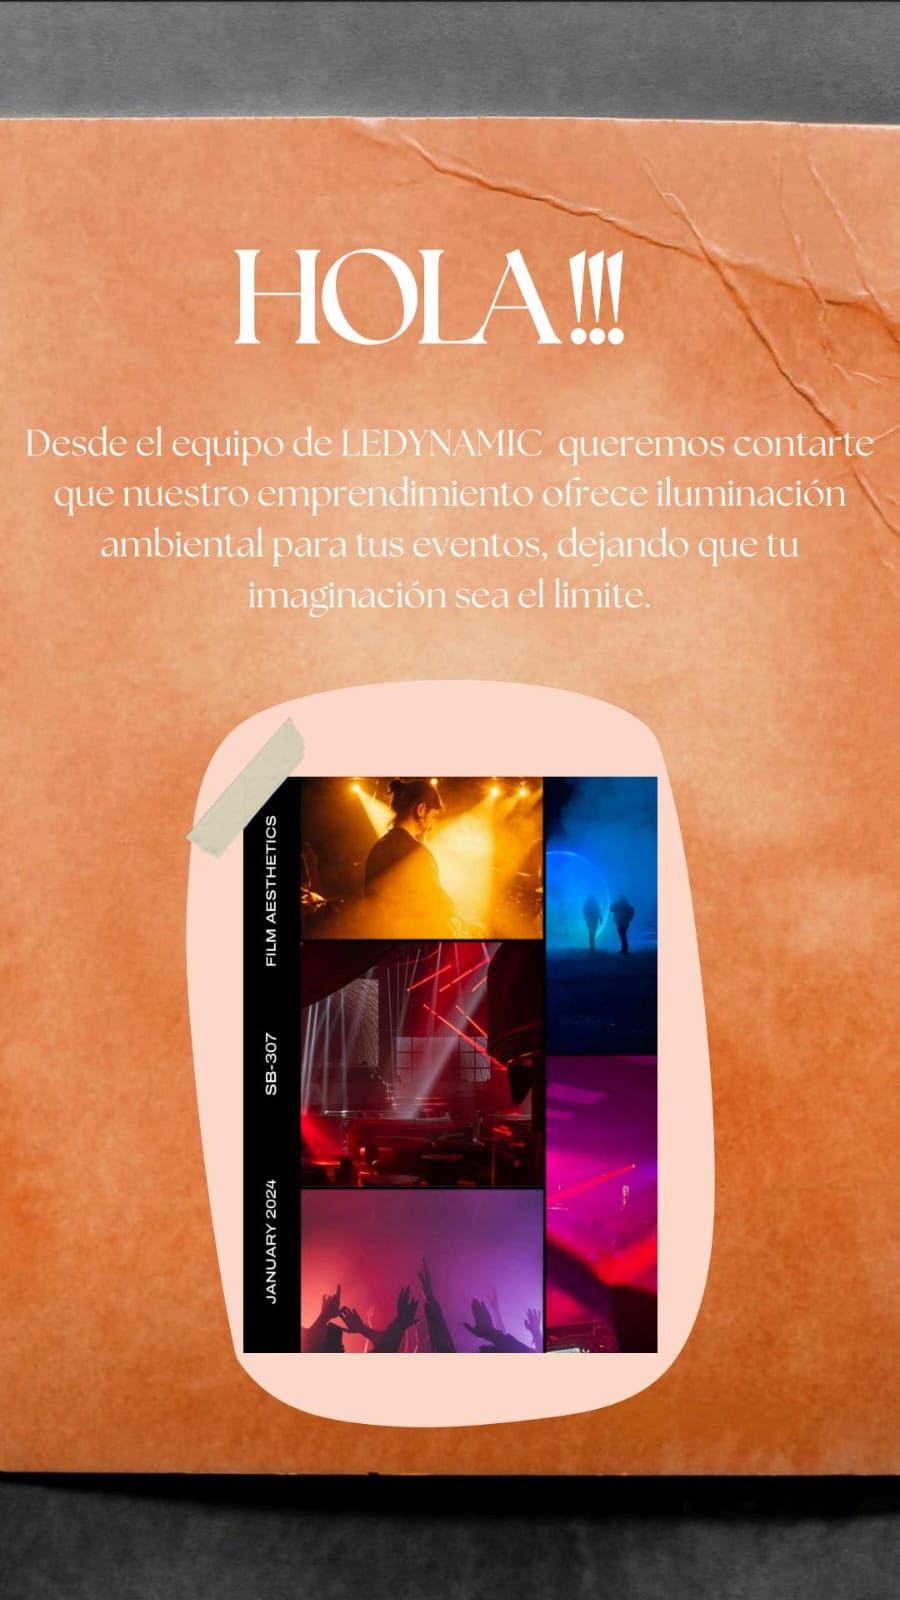 HOLA!!!
Desde el equipo de LEDYNAMIC queremos contarte
que nuestro emprendimiento ofrece iluminación
ambiental para tus eventos, dejando que tu
imaginación sea el limite.
FILM AESTHETICS
SB-307
JANUARY 2024